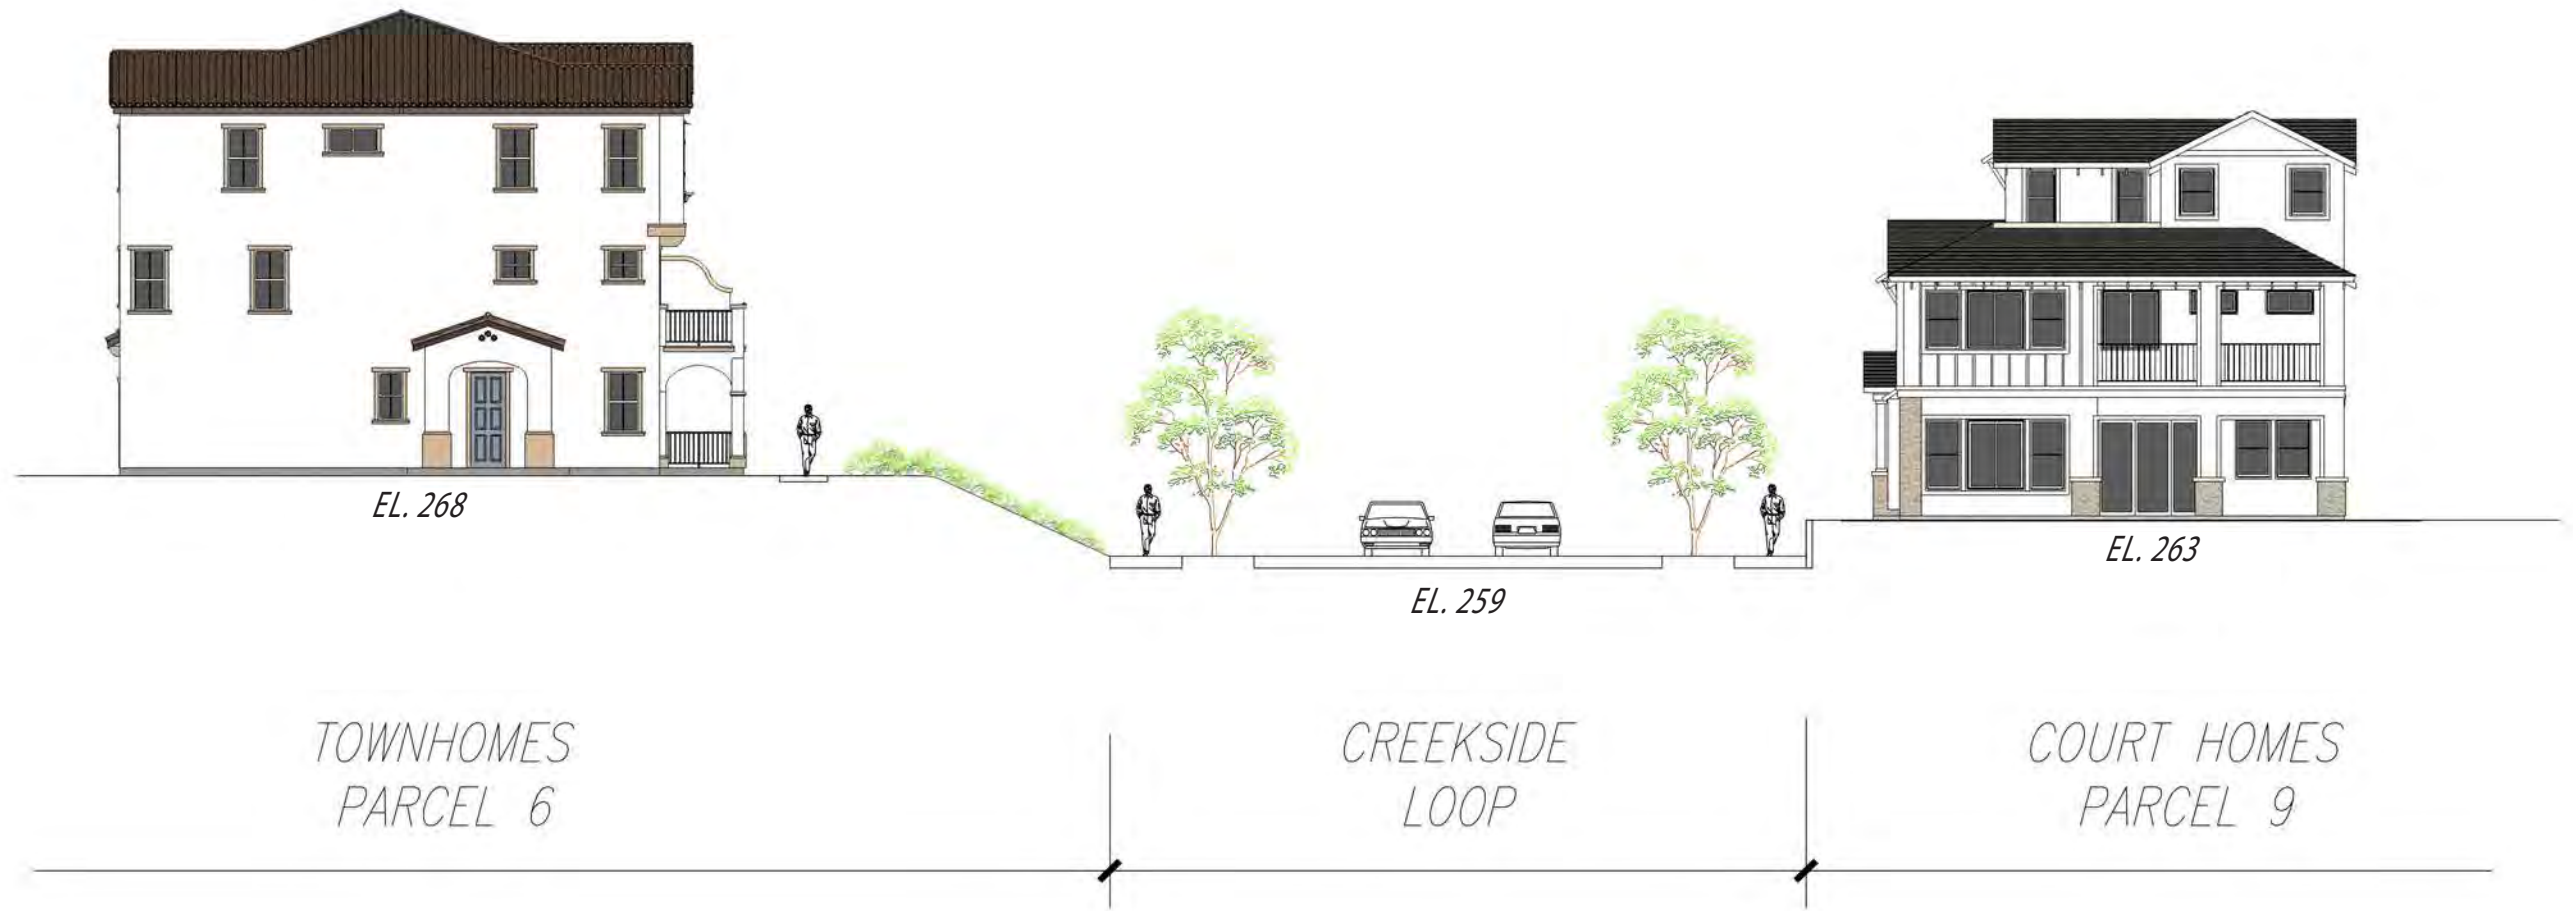 EL. 268
EL. 259
EL. 263
TOWNHOMES
PARCEL 6
CREEKSIDE
LOOP
COURT HOMES
PARCEL 9